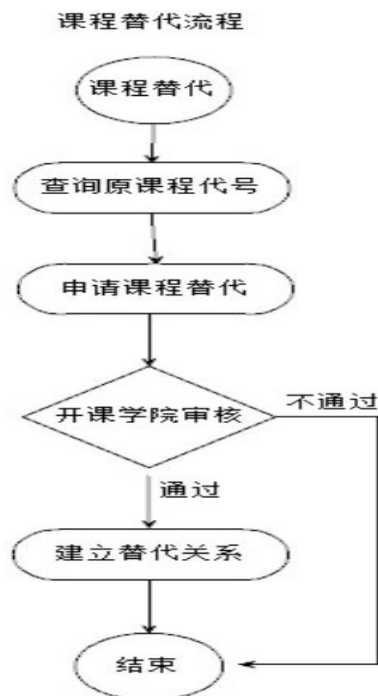 课程替代流程
课程替代
查询原课程代号
申请课程替代
开课学院审核
不通过
通过
建立替代关系
结束